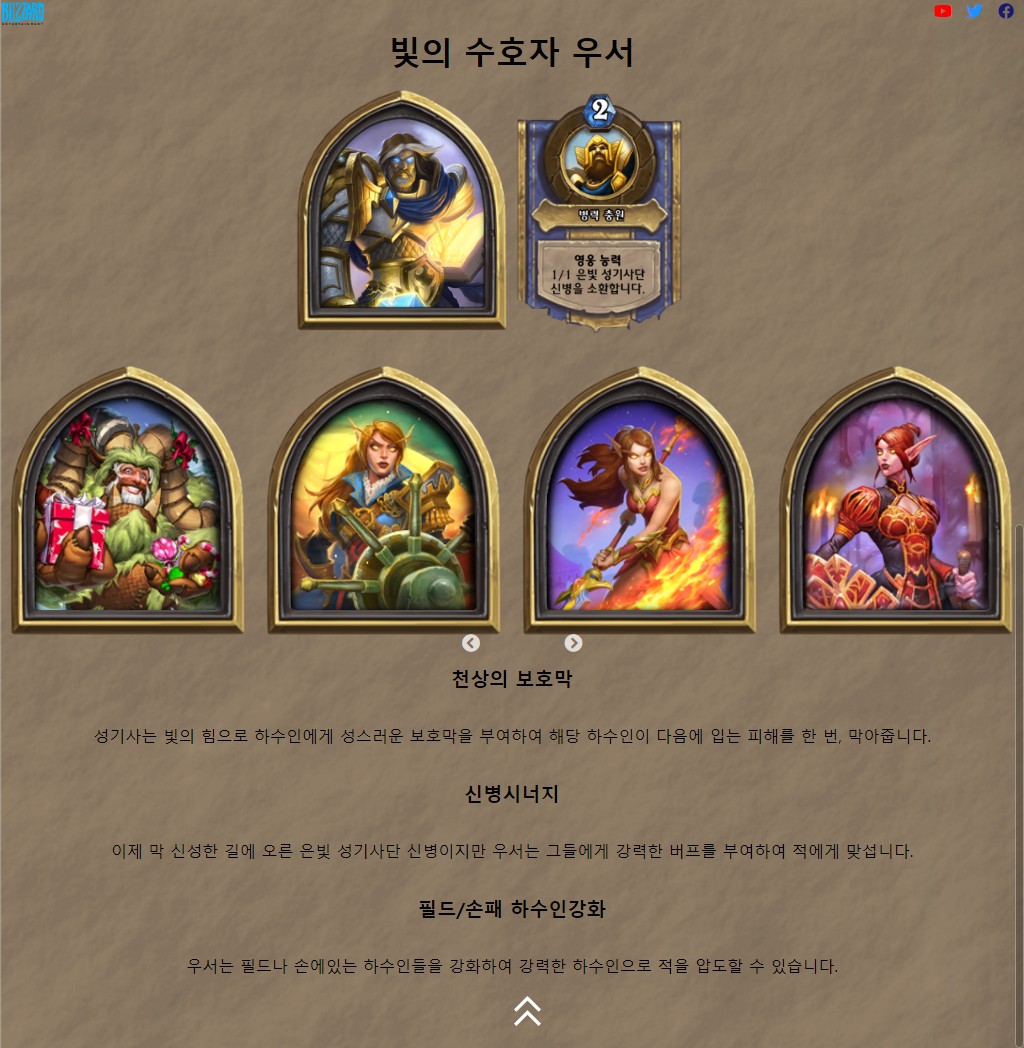 BLIZZARD
ENTERTAINMENT
빛의 수호자 우서
2
병력 충원
영웅 능력
1/1 은빛 성기사단
신병을 소환합니다.
천상의 보호막
성기사는 빛의 힘으로 하수인에게 성스러운 보호막을 부여하여 해당 하수인이 다음에 입는 피해를 한 번, 막아줍니다.
신병시너지
이제 막 신성한 길에 오른 은빛 성기사단 신병이지만 우서는 그들에게 강력한 버프를 부여하여 적에게 맞섭니다.
필드/손패 하수인강화
우서는 필드나 손에있는 하수인들을 강화하여 강력한 하수인으로 적을 압도할 수 있습니다.